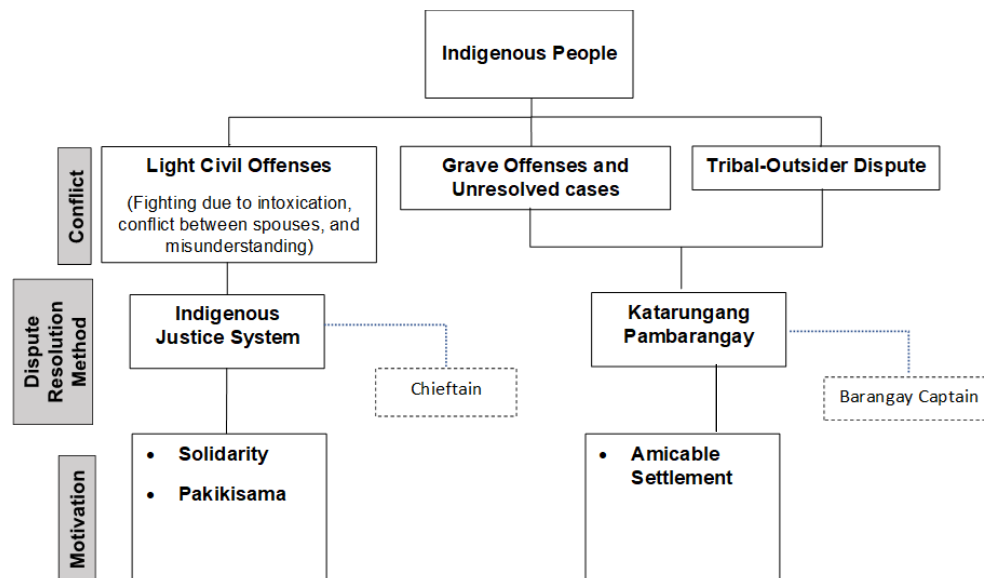 Indigenous People
Conflict
Light Civil Offenses
(Fighting due to intoxication,
conflict between spouses, and
misunderstanding)
Grave Offenses and
Unresolved cases
Tribal-Outsider Dispute
Dispute
Resolution
Method
Indigenous
Justice System
Chieftain
Katarungang
Pambarangay
Barangay Captain
Motivation
• Solidarity
• Pakikisama
• Amicable
Settlement